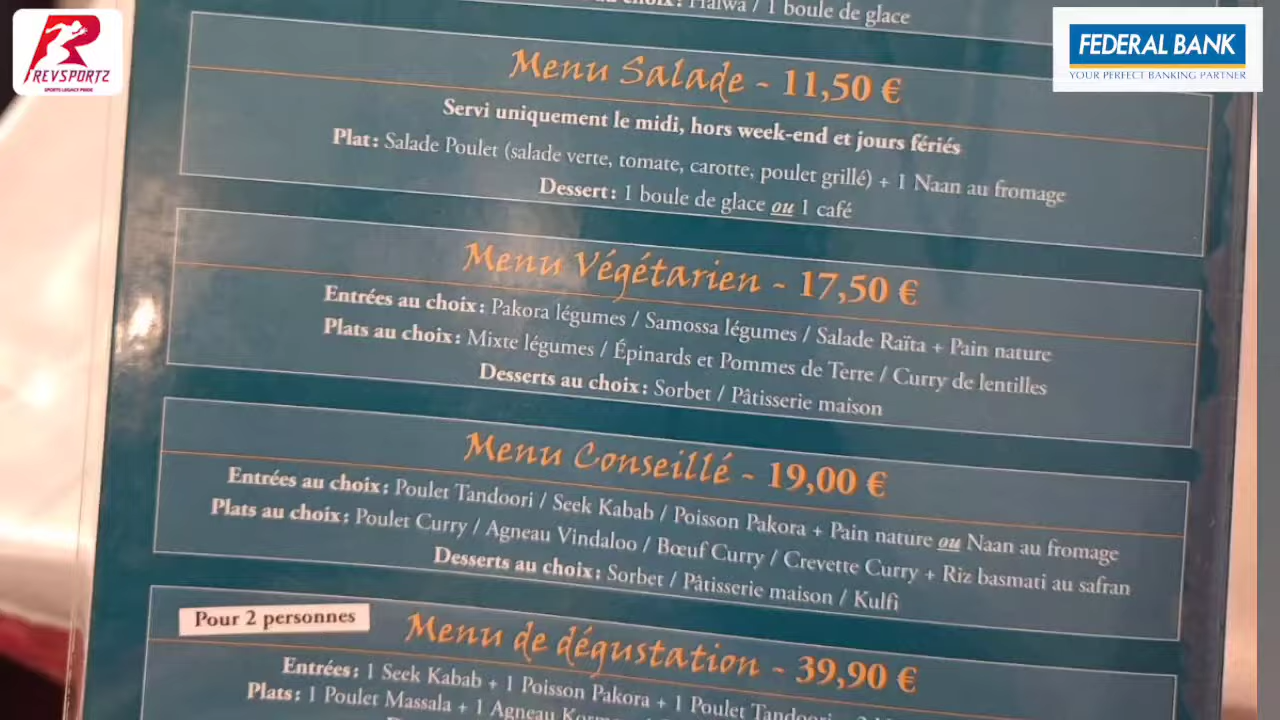 Halwa / 1 boule de glace
REVSPORTZ
SPORTS LEGACY PRIDE
FEDERAL BANK
YOUR PERFECT BANKING PARTNER
Menu Salade - 11,50 €
Servi uniquement le midi, hors week-end et jours fériés
Plat : Salade Poulet (salade verte, tomate, carotte, poulet grillé) + 1 Naan au fromage
Dessert : 1 boule de glace ou 1 café
Menu Végétarien - 17,50 €
Entrées au choix : Pakora légumes / Samossa légumes / Salade Raïta + Pain nature
Plats au choix : Mixte légumes / Épinards et Pommes de Terre / Curry de lentilles
Desserts au choix : Sorbet / Pâtisserie maison
Menu Conseillé - 19,00 €
Entrées au choix : Poulet Tandoori / Seek Kabab / Poisson Pakora + Pain nature ou Naan au fromage
Plats au choix : Poulet Curry / Agneau Vindaloo / Bœuf Curry / Crevette Curry + Riz basmati au safran
Desserts au choix : Sorbet / Pâtisserie maison / Kulfi
Pour 2 personnes
Menu de dégustation - 39,90 €
Entrées : 1 Seek Kabab + 1 Poisson Pakora + 1 Poulet Tandoori
Plats : 1 Poulet Massala + 1 Agneau